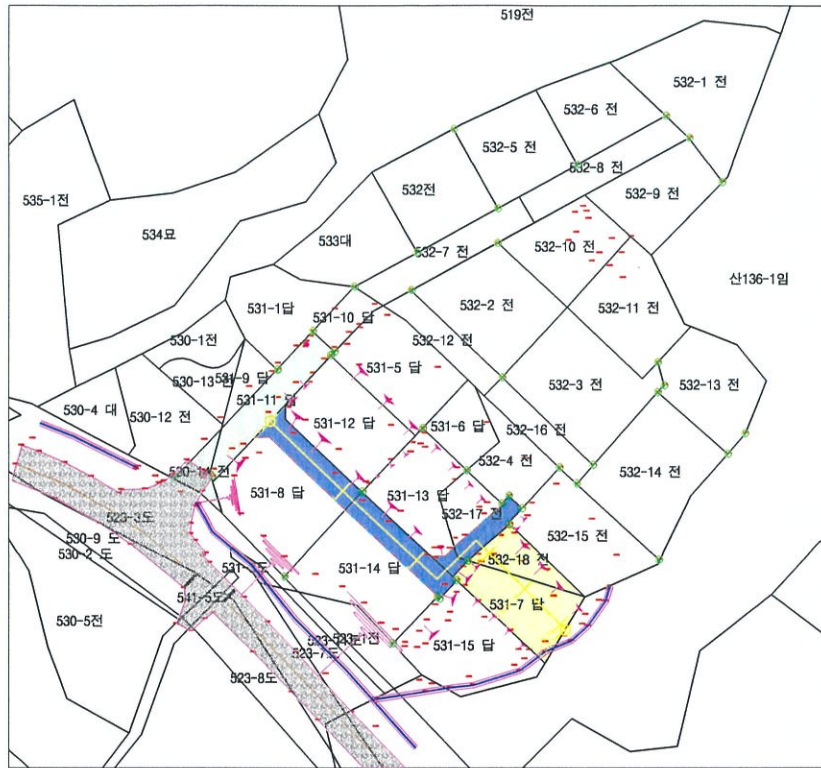 519전
532-1 전
532-6 전
532-5 전
532-8 전
532전
532-9 전
535-1전
534묘
533대
532-7 전
532-10 전
산136-1임
532-2 전
532-11 전
531-1답
531-10 답
532-12 전
530-1전
531-5 답
532-3 전
530-13 전
531-9 답
532-13 전
530-4 대
530-12 전
531-11 답
531-12 답
531-6 답
532-16 전
532-4 전
532-14 전
531-8 답
531-13 답
532-17 전
523-3도
532-15 전
530-9 도
530-2 도
532-18 전
531-14 답
541-5도
531-7 답
530-5전
531-15 답
523-7도
523-8도